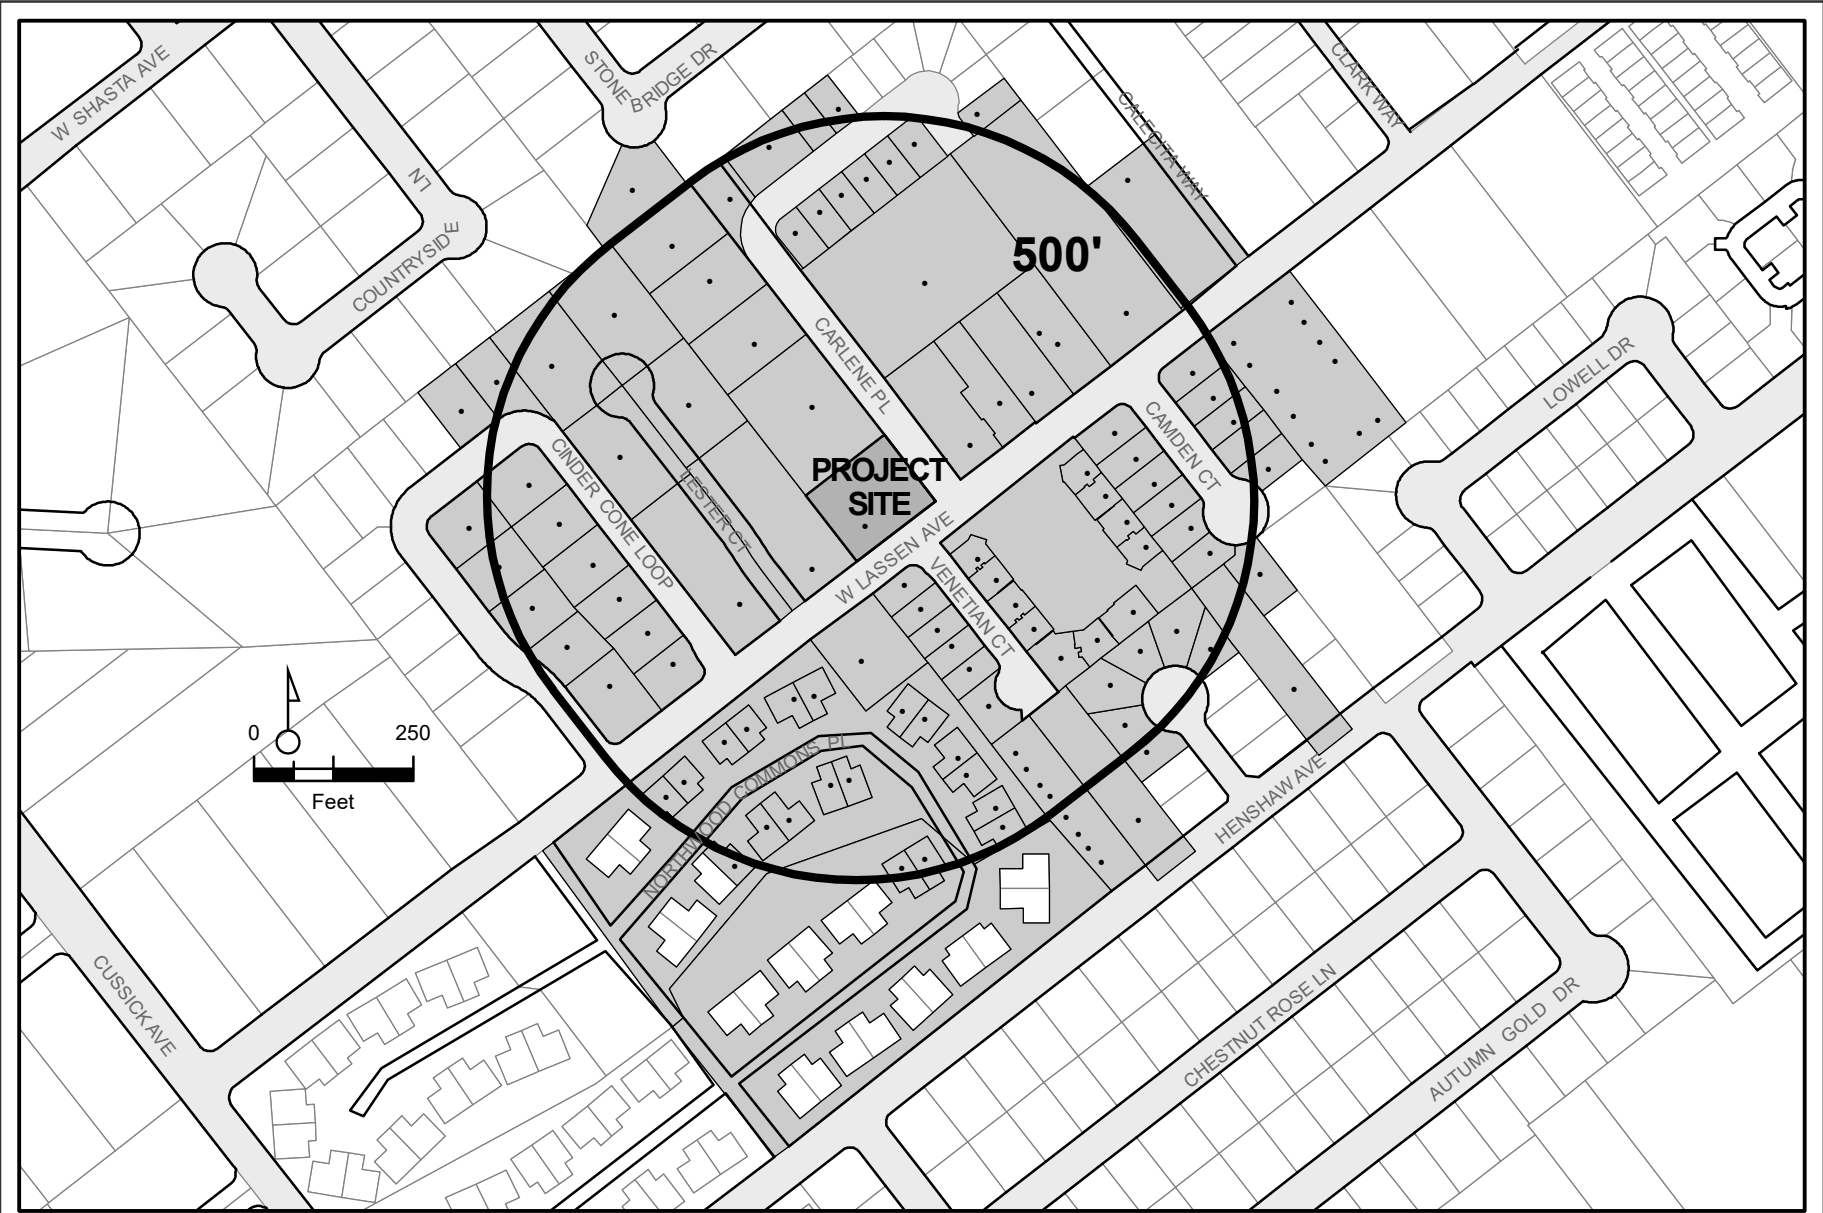 W SHASTA AVE
STONE
BRIDGE DR
CLARK WAY
CALECITA WAY
COUNTRYSIDE
LN
500'
CARLENE PL
LOWELL DR
CAMDEN CT
CINDER CONE LOOP
LESTER CT
PROJECT
SITE
W LASSEN AVE
VENETIAN CT
0 250
Feet
NORTHWOOD COMMONS PL
HENSHAW AVE
CUSSICK AVE
CHESTNUT ROSE LN
AUTUMN GOLD DR